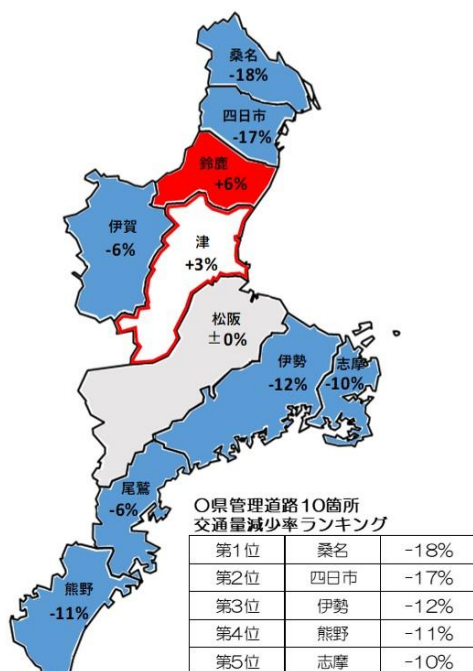 桑名
-18%
四日市
-17%
鈴鹿
+6%
伊賀
-6%
津
+3%
松阪
±0%
伊勢
-12%
志摩
-10%
尾鷲
-6%
熊野
-11%
〇県管理道路10箇所
交通量減少率ランキング
第1位 桑名 -18%
第2位 四日市 -17%
第3位 伊勢 -12%
第4位 熊野 -11%
第5位 志摩 -10%